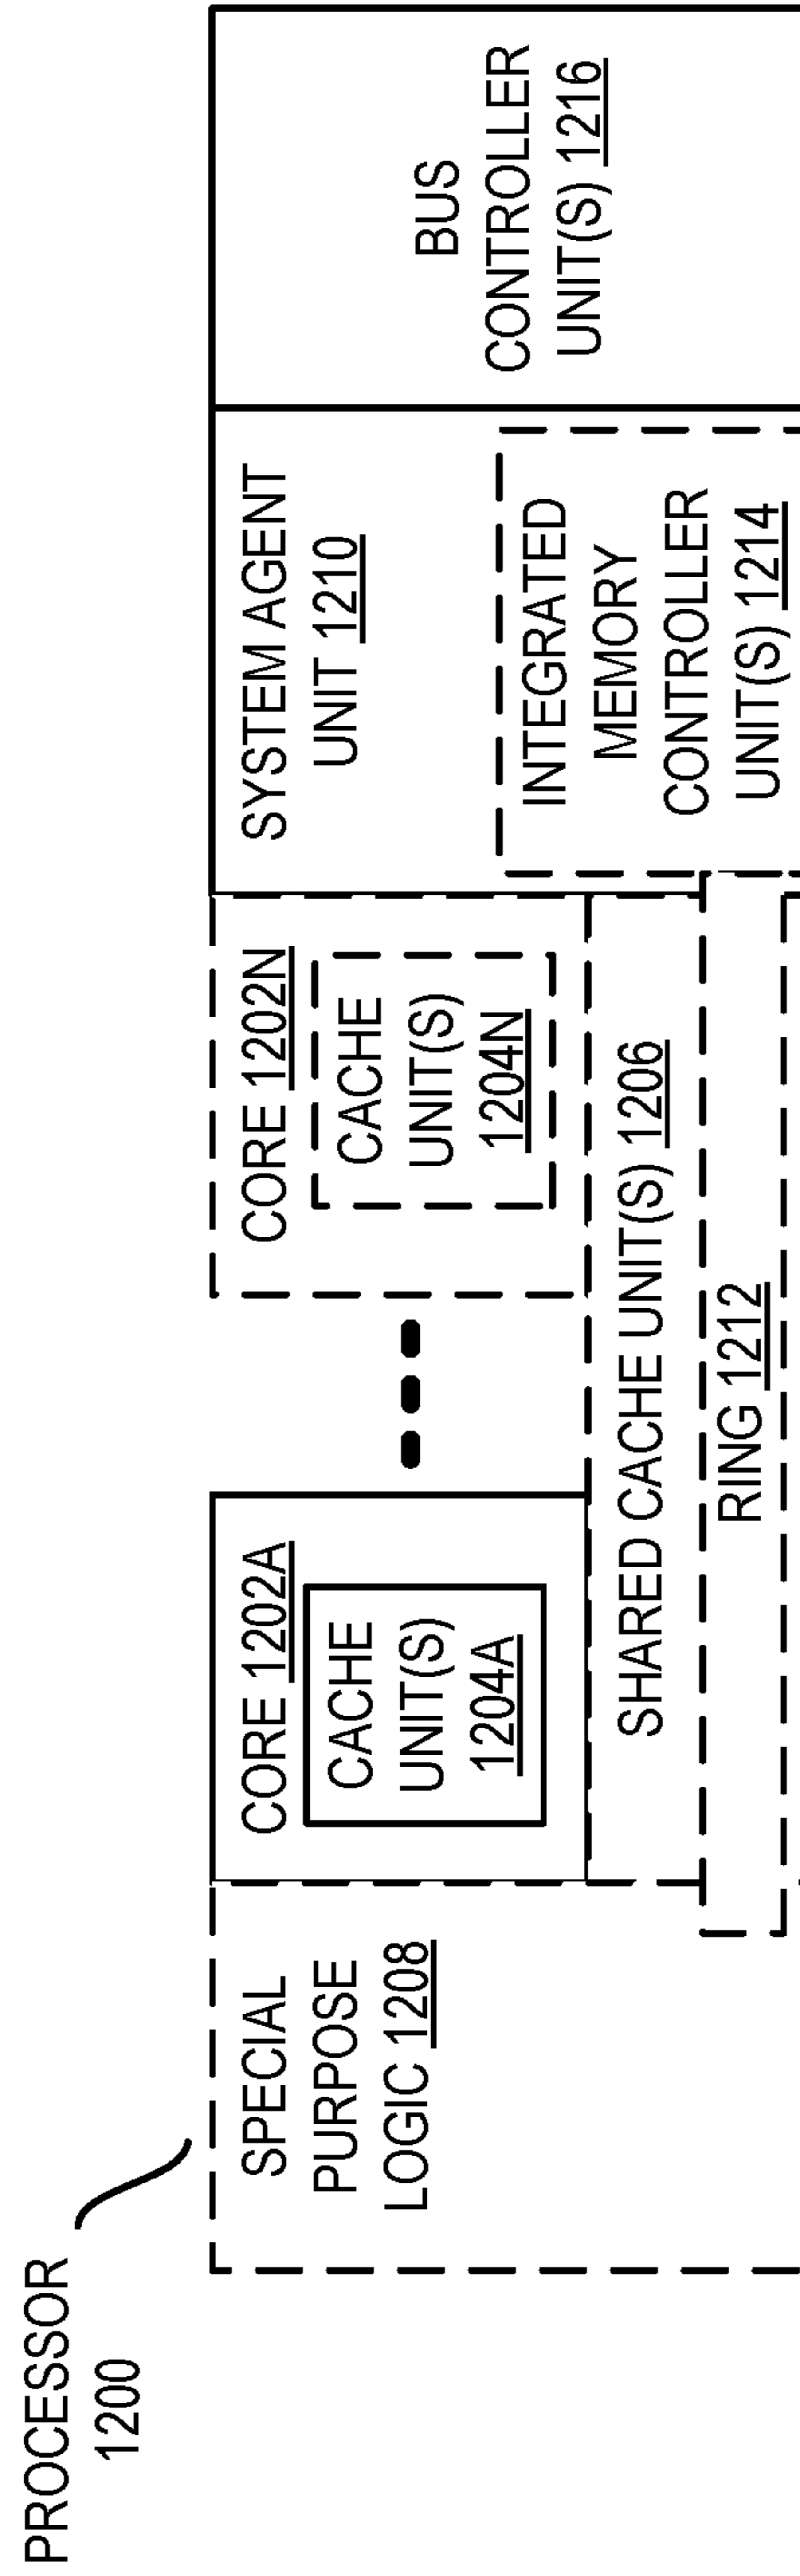 PROCESSOR
1200
SPECIAL
PURPOSE
LOGIC 1208
CORE 1202A
CACHE
UNIT(S)
1204A
CORE 1202N
CACHE
UNIT(S)
1204N
SHARED CACHE UNIT(S) 1206
RING 1212
SYSTEM AGENT
UNIT 1210
INTEGRATED
MEMORY
CONTROLLER
UNIT(S) 1214
BUS
CONTROLLER
UNIT(S) 1216